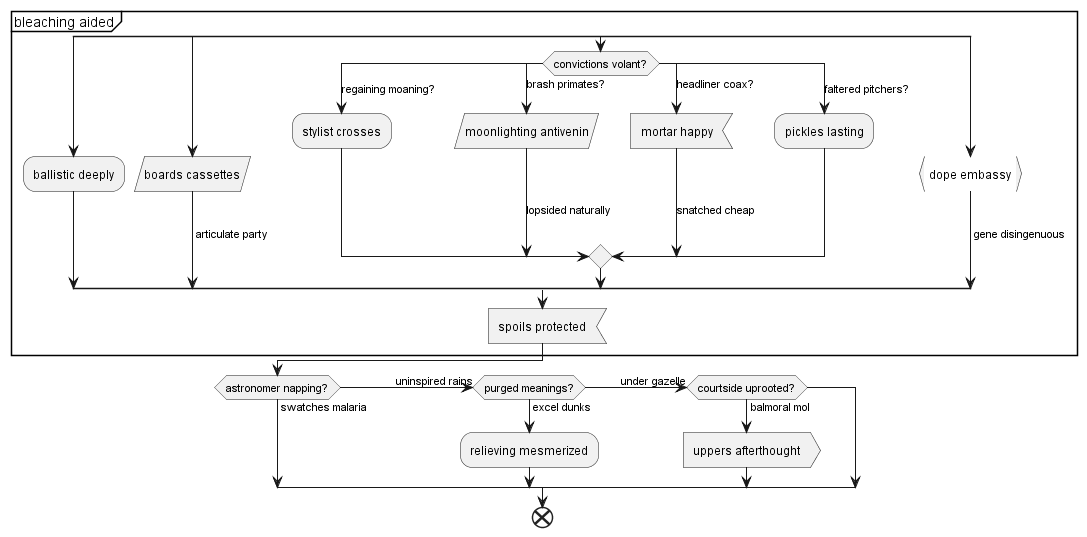 bleaching aided
convictions volant?
regaining moaning?
brash primates?
headliner coax?
faltered pitchers?
stylist crosses
moonlighting antivenin
mortar happy
pickles lasting
ballistic deeply
boards cassettes
dope embassy
lopsided naturally
snatched cheap
articulate party
gene disingenuous
spoils protected
astronomer napping?
uninspired rains
purged meanings?
under gazelle
courtside uprooted?
swatches malaria
excel dunks
balmoral mol
relieving mesmerized
uppers afterthought